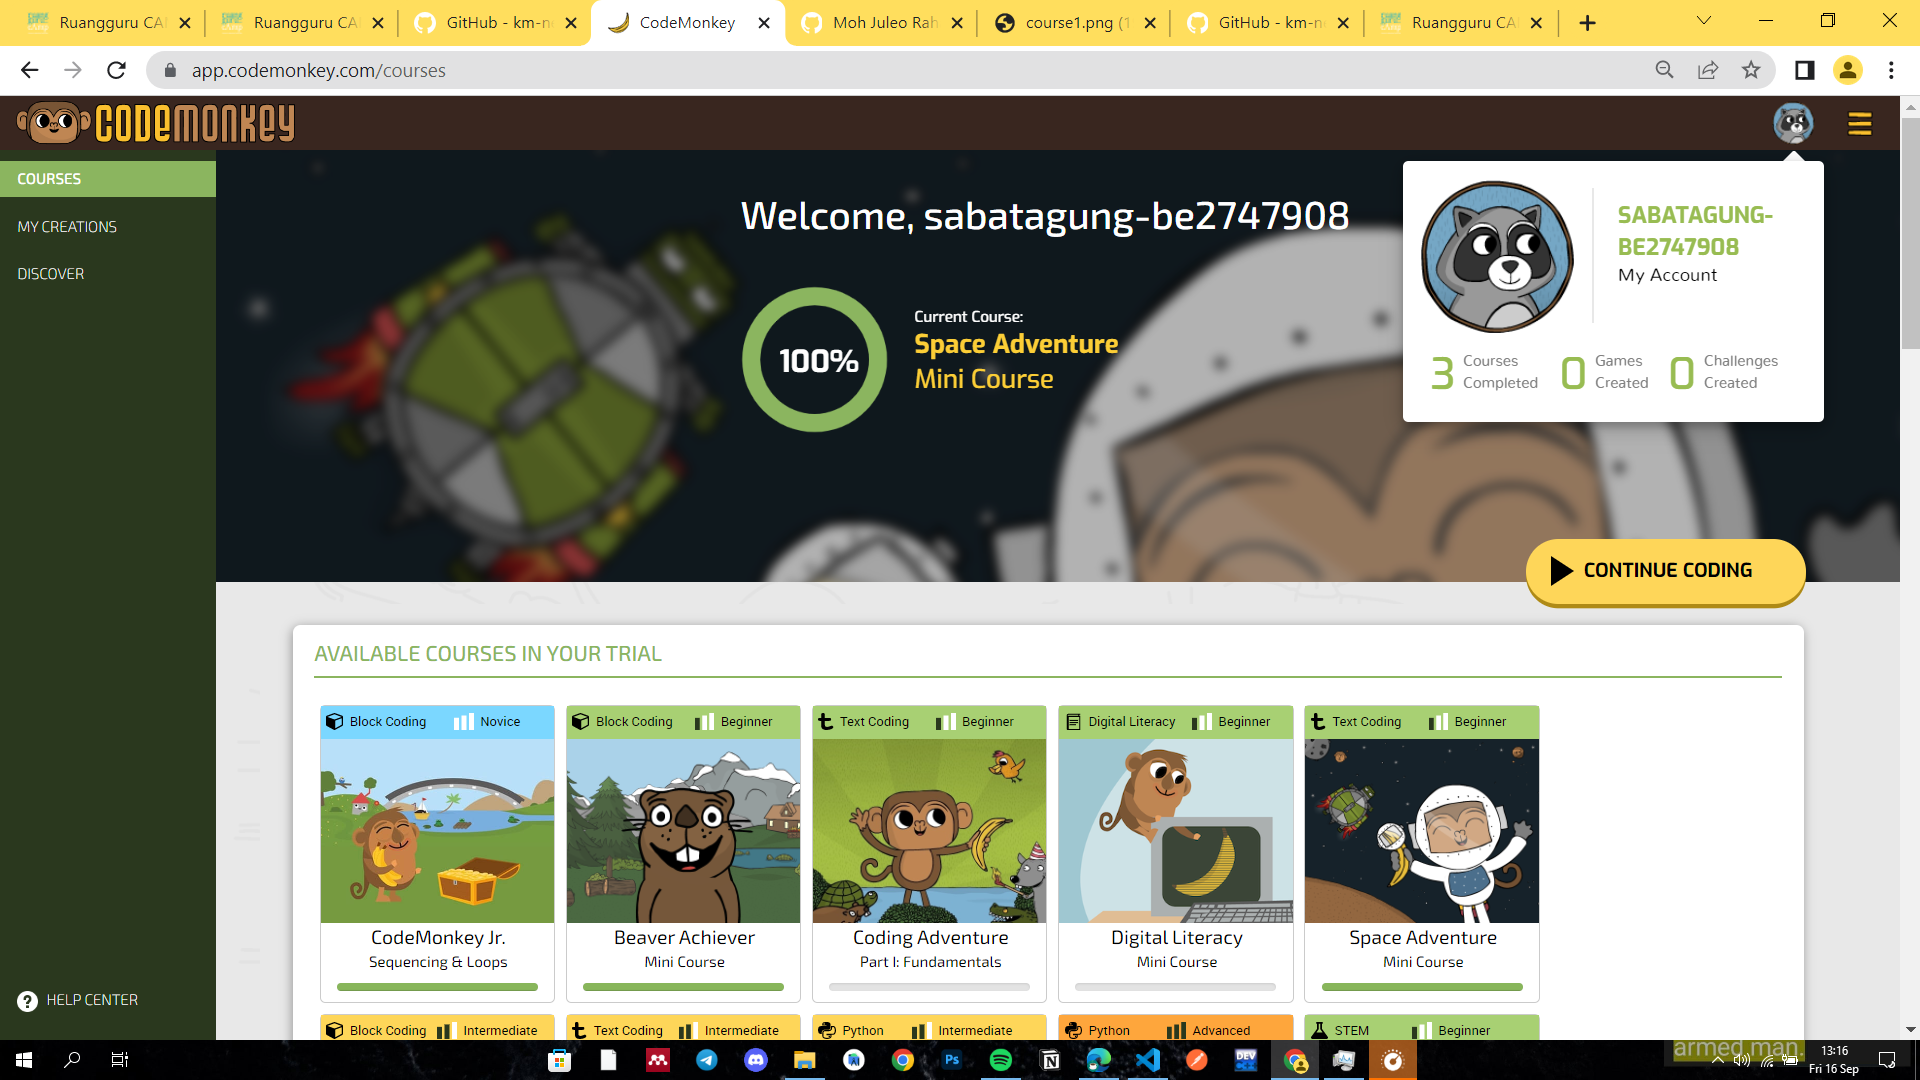 Ruangguru CA
Ruangguru CA
GitHub - km-n
CodeMonkey
Moh Juleo Rah
course1.png (1
GitHub - km-n
Ruangguru CA
app.codemonkey.com/courses
CODEMONKEY
COURSES
MY CREATIONS
DISCOVER
HELP CENTER
Welcome, sabatagung-be2747908
100%
Current Course:
Space Adventure
Mini Course
SABATAGUNG-
BE2747908
My Account
3 Courses Completed
0 Games Created
0 Challenges Created
CONTINUE CODING
AVAILABLE COURSES IN YOUR TRIAL
Block Coding Novice
CodeMonkey Jr.
Sequencing & Loops
Block Coding Beginner
Beaver Achiever
Mini Course
Text Coding Beginner
Coding Adventure
Part I: Fundamentals
Digital Literacy Beginner
Digital Literacy
Mini Course
Text Coding Beginner
Space Adventure
Mini Course
Block Coding Intermediate
Text Coding Intermediate
Python Intermediate
Python Advanced
STEM Beginner
Ps
DEV
armed man.
13:16
Fri 16 Sep